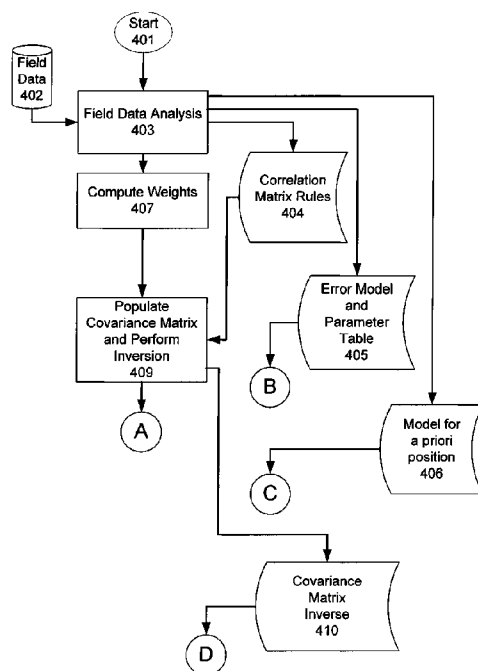 Start
401
Field
Data
402
Field Data Analysis
403
Compute Weights
407
Correlation
Matrix Rules
404
Populate
Covariance Matrix
and Perform
Inversion
409
Error Model
and
Parameter
Table
405
B
A
Model for
a priori
position
406
C
Covariance
Matrix
Inverse
410
D